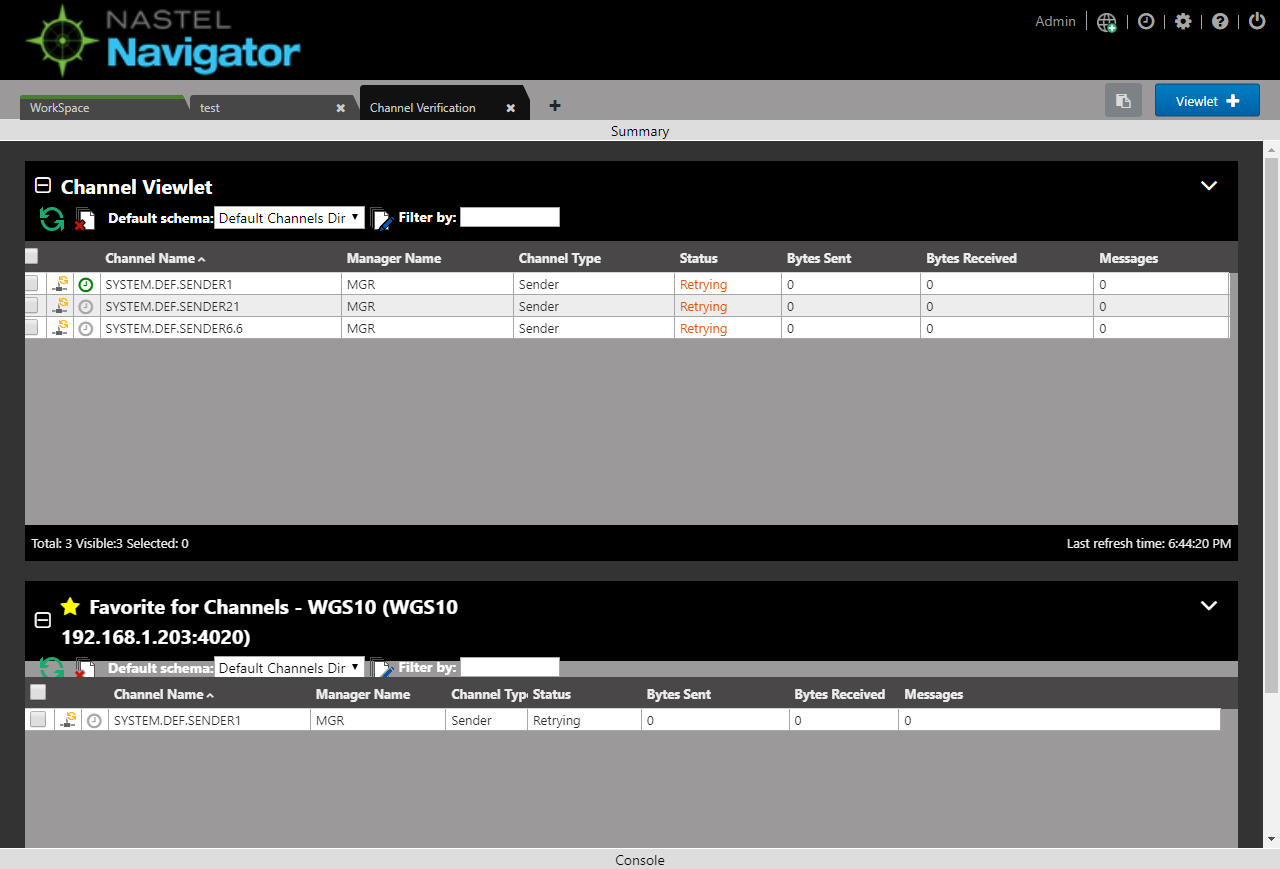 NASTEL
Navigator
Admin
WorkSpace
test
Channel Verification
Viewlet
Summary
Channel Viewlet
Default schema: Default Channels Dir Filter by:
Channel Name Manager Name Channel Type Status Bytes Sent Bytes Received Messages
SYSTEM.DEF.SENDER1 MGR Sender Retrying 0 0 0
SYSTEM.DEF.SENDER21 MGR Sender Retrying 0 0 0
SYSTEM.DEF.SENDER6.6 MGR Sender Retrying 0 0 0
Total: 3 Visible:3 Selected: 0 Last refresh time: 6:44:20 PM
Favorite for Channels - WGS10 (WGS10
192.168.1.203:4020)
Default schema: Default Channels Dir Filter by:
Channel Name Manager Name Channel Typ Status Bytes Sent Bytes Received Messages
SYSTEM.DEF.SENDER1 MGR Sender Retrying 0 0 0
Console